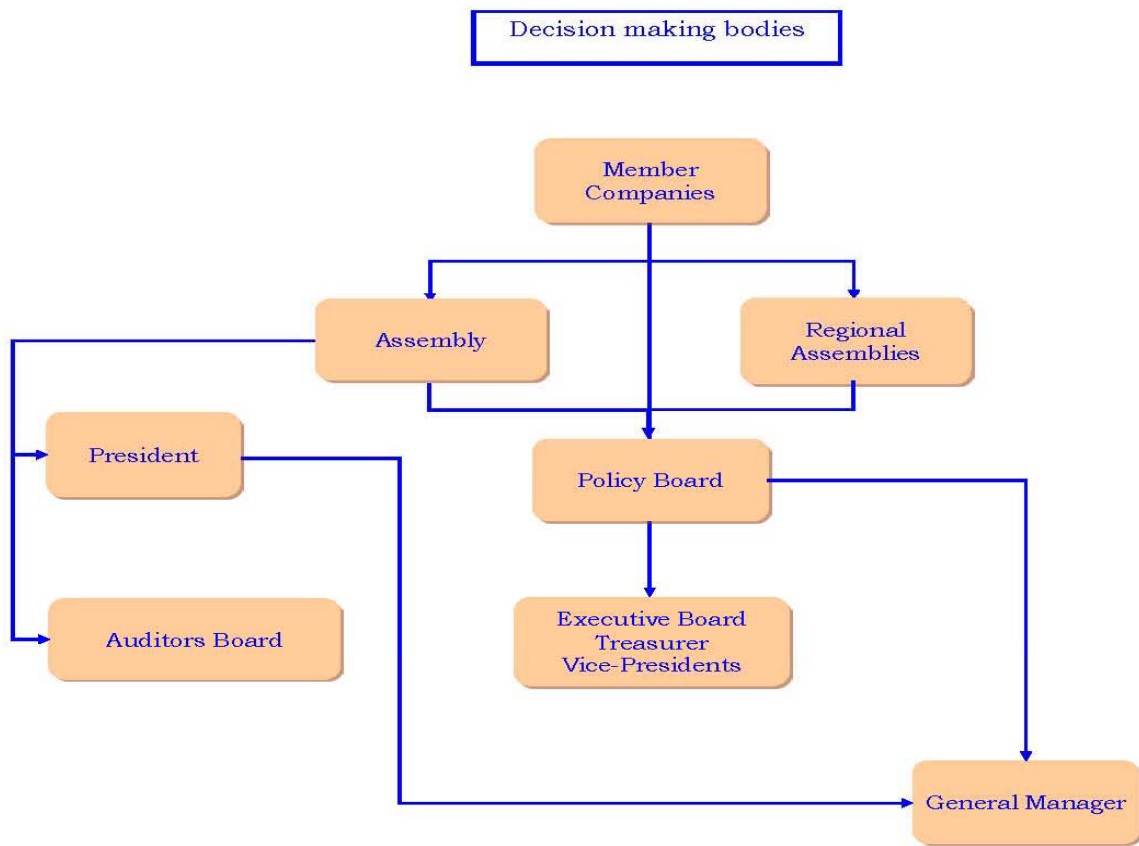 Decision making bodies
Member
Companies
Assembly
Regional
Assemblies
President
Policy Board
Auditors Board
Executive Board
Treasurer
Vice-Presidents
General Manager